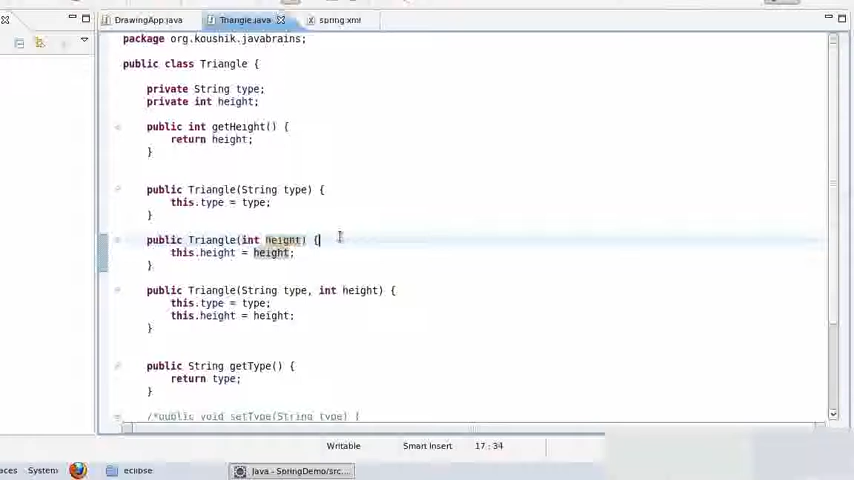 DrawingApp.java
Triangle.java
spring.xml
package org.koushik.javabrains;
public class Triangle {
private String type;
private int height;
public int getHeight() {
return height;
}
public Triangle(String type) {
this.type = type;
}
public Triangle(int height) {
this.height = height;
}
public Triangle(String type, int height) {
this.type = type;
this.height = height;
}
public String getType() {
return type;
}
/*public void setType(String type) {
Writable
Smart Insert
17 : 34
aces System
eclipse
Java - SpringDemo/src...